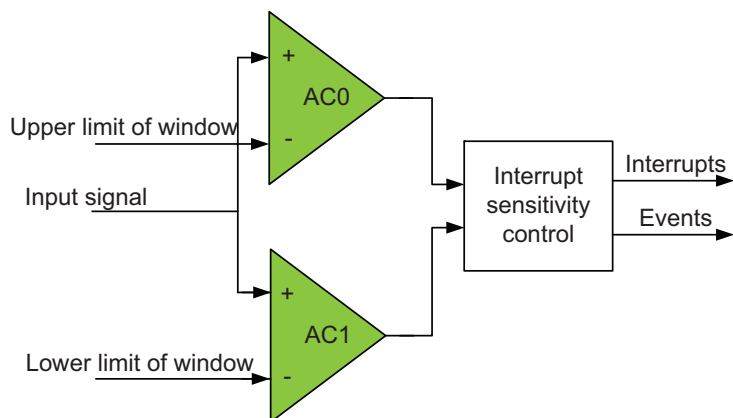 +
AC0
-
Upper limit of window
Input signal
+
AC1
-
Lower limit of window
Interrupt
sensitivity
control
Interrupts
Events